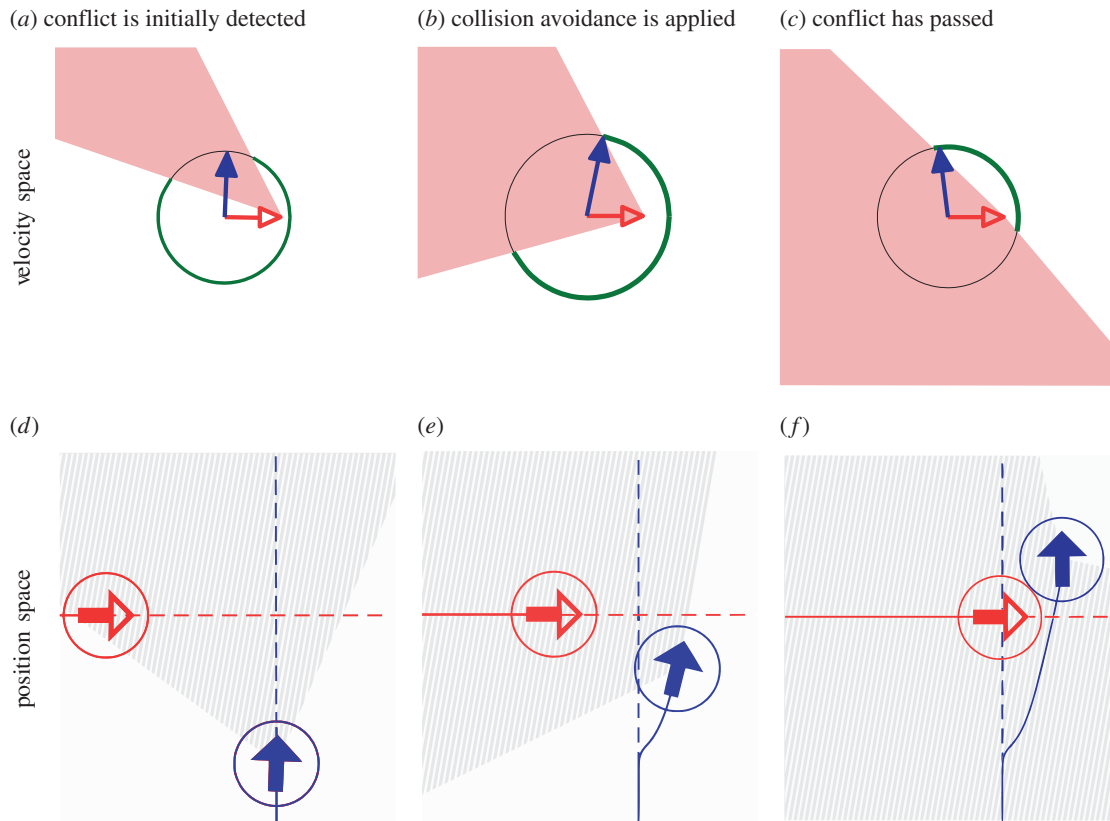 (a) conflict is initially detected
(b) collision avoidance is applied
(c) conflict has passed
velocity space
(d)
(e)
(f)
position space